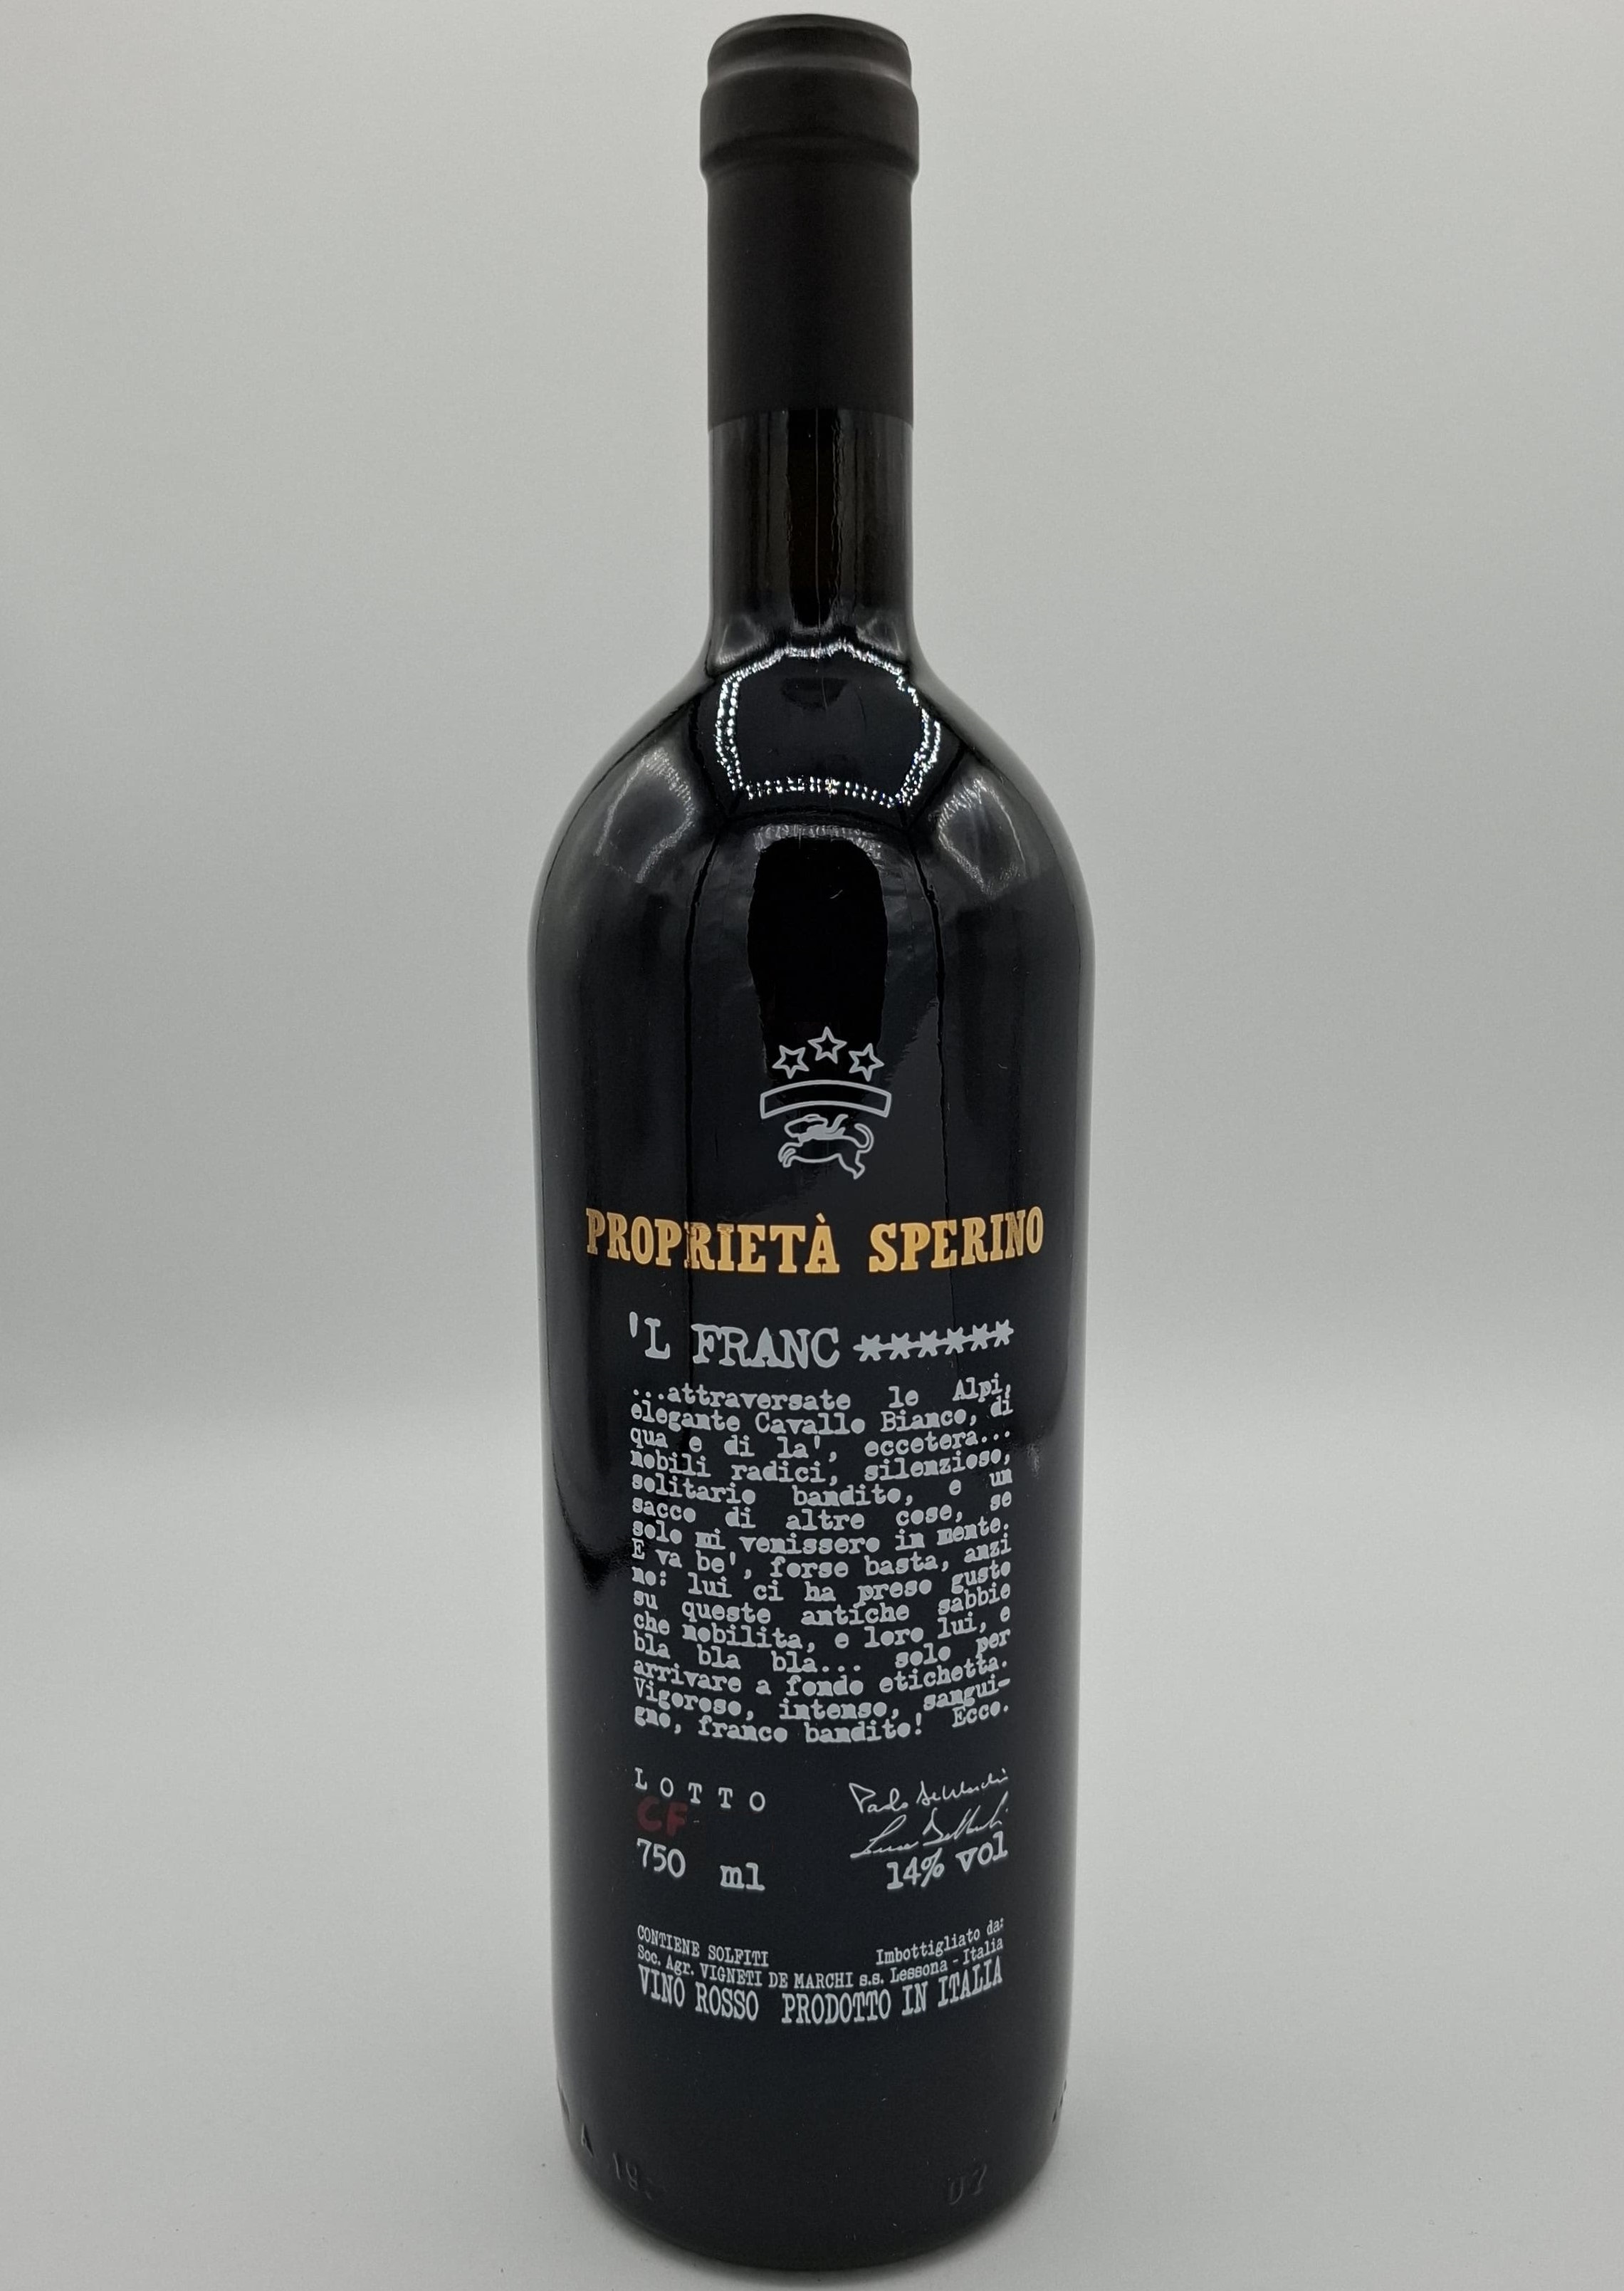 PROPRIETÀ SPERINO
'L FRANC ******
...attraversate le Alpi,
elegante Cavallo Bianco, di
qua e di la', eccetera...
nobili radici, silenzioso,
solitario bandito, e un
sacco di altre cose, se
solo mi venissero in mente.
E va be', forse basta, anzi
no: lui ci ha preso gusto
su queste antiche sabbie
che nobilita, e loro lui, e
bla bla bla... solo per
arrivare a fondo etichetta.
Vigoroso, intenso, sangui-
gno, franco bandito! Ecco.
LOTTO
CF
750 ml 14% vol
CONTIENE SOLFITI Imbottigliato da:
Soc. Agr. VIGNETI DE MARCHI s.s. Lessona - Italia
VINO ROSSO PRODOTTO IN ITALIA
07